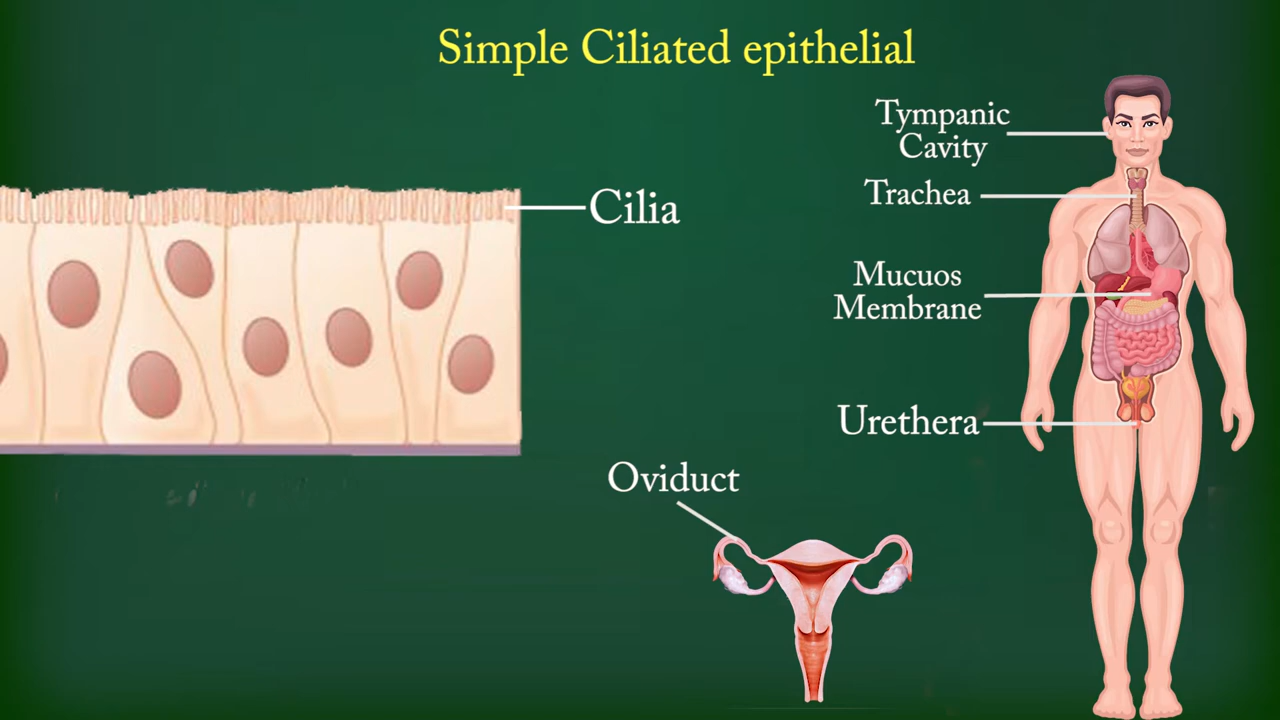 Simple Ciliated epithelial
Tympanic
Cavity
Trachea
Cilia
Mucuos
Membrane
Urethera
Oviduct